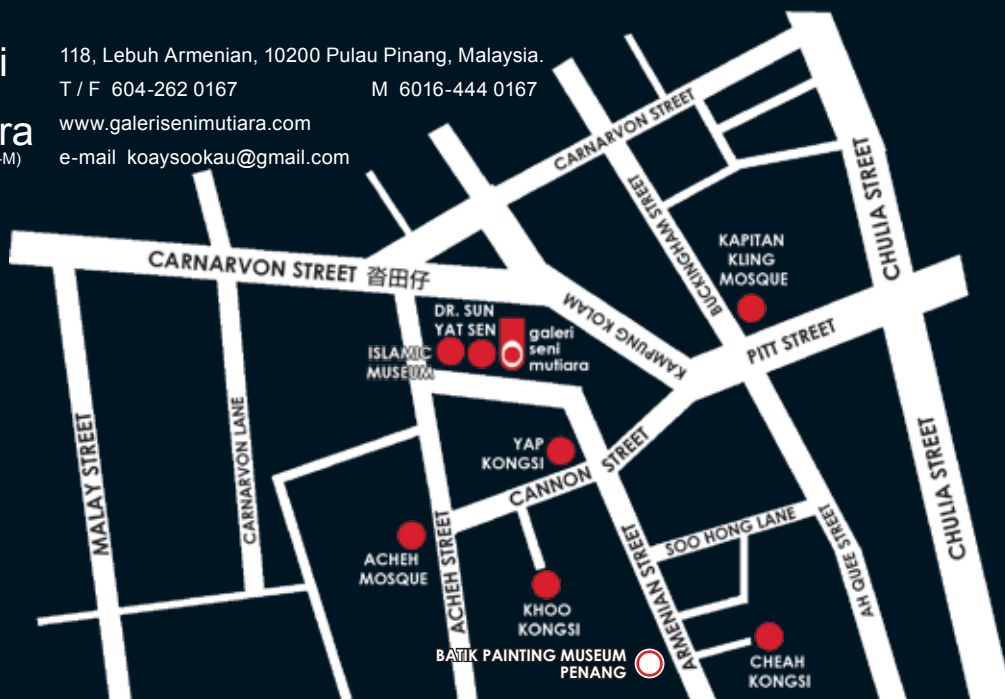 i
118, Lebuh Armenian, 10200 Pulau Pinang, Malaysia.
T / F 604-262 0167 M 6016-444 0167
ra
www.galerisenimutiara.com
-M)
e-mail koaysookau@gmail.com
CARNARVON STREET
CHULIA STREET
BUCKINGHAM STREET
KAPITAN
KLING
MOSQUE
CARNARVON STREET 沓田仔
KAMPUNG KOLAM
PITT STREET
DR. SUN
YAT SEN
galeri
seni
mutiara
ISLAMIC
MUSEUM
MALAY STREET
CARNARVON LANE
YAP
KONGSI
CANNON STREET
CHULIA STREET
ACHEH STREET
ACHEH
MOSQUE
SOO HONG LANE
AH QUEE STREET
ARMENIAN STREET
KHOO
KONGSI
BATIK PAINTING MUSEUM
PENANG
CHEAH
KONGSI